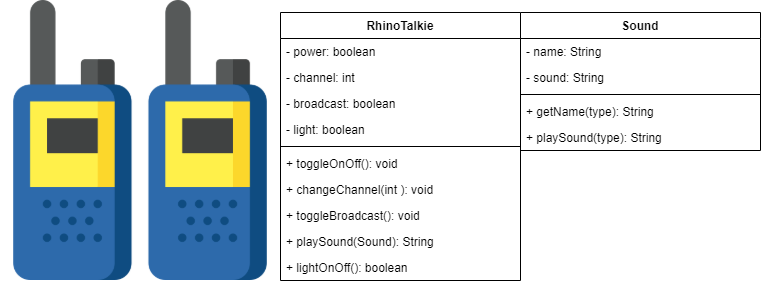 RhinoTalkie
- power: boolean
- channel: int
- broadcast: boolean
- light: boolean
+ toggleOnOff(): void
+ changeChannel(int ): void
+ toggleBroadcast(): void
+ playSound(Sound): String
+ lightOnOff(): boolean
Sound
- name: String
- sound: String
+ getName(type): String
+ playSound(type): String